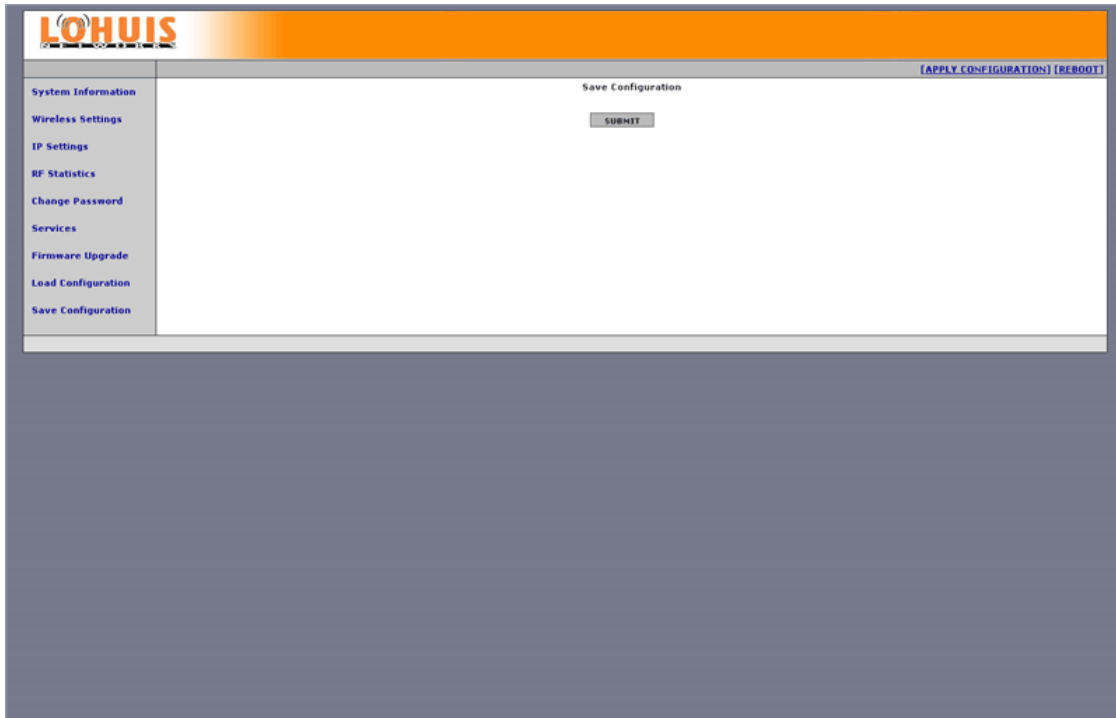 LOHUIS
NETWORKS
[APPLY CONFIGURATION] [REBOOT]
System Information
Wireless Settings
IP Settings
RF Statistics
Change Password
Services
Firmware Upgrade
Load Configuration
Save Configuration
Save Configuration
SUBMIT